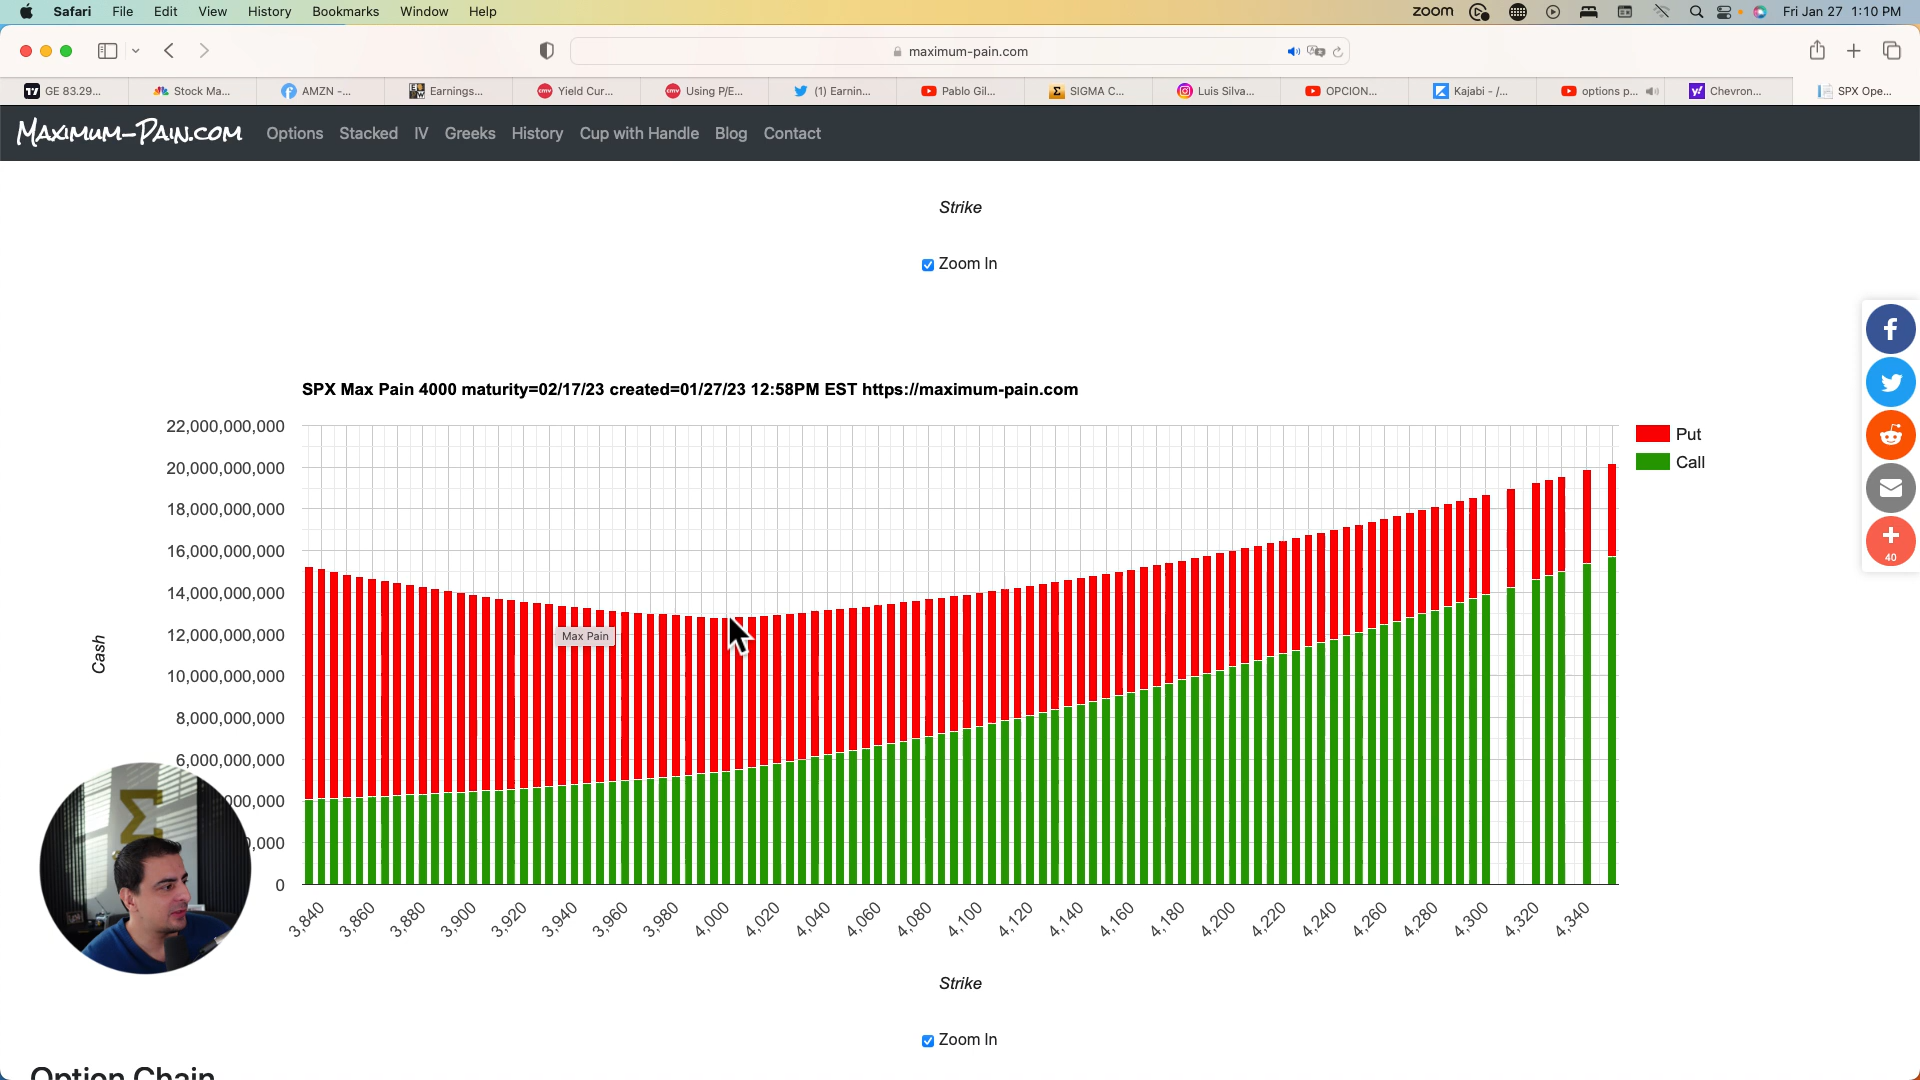 Safari File Edit View History Bookmarks Window Help zoom Fri Jan 27 1:10 PM
maximum-pain.com
GE 83.29... Stock Ma... AMZN -... Earnings... Yield Cur... Using P/E... (1) Earnin... Pablo Gil... SIGMA C... Luis Silva... OPCION... Kajabi - /... options p... Chevron... SPX Ope...
Maximum-Pain.com Options Stacked IV Greeks History Cup with Handle Blog Contact
Strike
Zoom In
SPX Max Pain 4000 maturity=02/17/23 created=01/27/23 12:58PM EST https://maximum-pain.com
22,000,000,000
20,000,000,000
18,000,000,000
16,000,000,000
14,000,000,000
12,000,000,000
10,000,000,000
8,000,000,000
6,000,000,000
000,000
,000
0
Cash
Max Pain
Put
Call
40
3,840 3,860 3,880 3,900 3,920 3,940 3,960 3,980 4,000 4,020 4,040 4,060 4,080 4,100 4,120 4,140 4,160 4,180 4,200 4,220 4,240 4,260 4,280 4,300 4,320 4,340
Strike
Zoom In
Option Chain